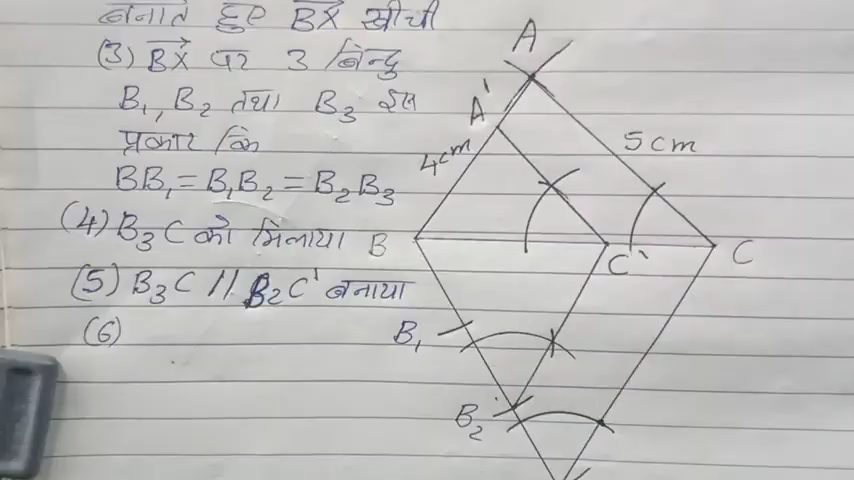 बनाते हुए BX खींची
(3) BX पर 3 बिन्दु
B₁, B₂ तथा B₃ इस
प्रकार कि
BB₁ = B₁B₂ = B₂B₃
(4) B₃C को मिलाया
(5) B₃C // B₂C' बनाया
(6)
A
A'
4cm
5cm
B
C'
C
B₁
B₂